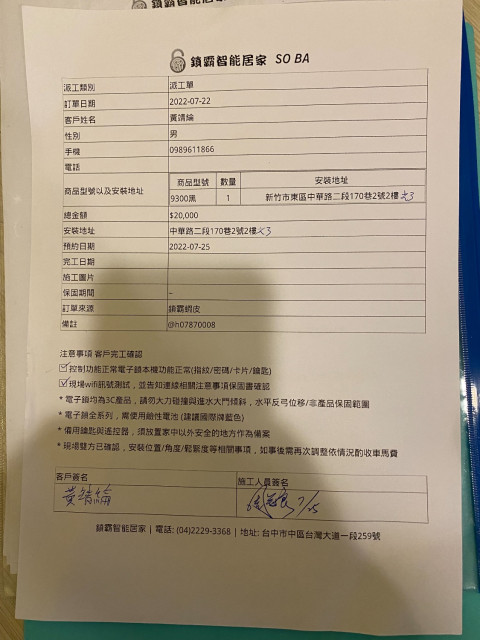 鎖霸智能居家 SO BA
派工類別 派工單
訂單日期 2022-07-22
客戶姓名 黃靖綸
性別 男
手機 0989611866
電話
商品型號以及安裝地址 商品型號 數量 安裝地址
9300黑 1 新竹市東區中華路二段170巷2號2樓之3
總金額 $20,000
安裝地址 中華路二段170巷2號2樓之3
預約日期 2022-07-25
完工日期
施工圖片
保固期間 –
訂單來源 鎖霸蝦皮
備註 @h07870008
注意事項 客戶完工確認
☑控制功能正常電子鎖本機功能正常(指紋/密碼/卡片/鑰匙)
☑現場wifi訊號測試，並告知連線相關注意事項保固書確認
* 電子鎖均為3C產品，請勿大力碰撞與進水大門傾斜，水平反弓位移/非產品保固範圍
* 電子鎖全系列，需使用鹼性電池 (建議國際牌藍色)
* 備用鑰匙與遙控器，須放置家中以外安全的地方作為備案
* 現場雙方已確認，安裝位置/角度/鬆緊度等相關事項，如事後需再次調整依情況酌收車馬費
客戶簽名 施工人員簽名
黃靖綸 7/25
鎖霸智能居家 | 電話: (04)2229-3368 | 地址: 台中市中區台灣大道一段259號